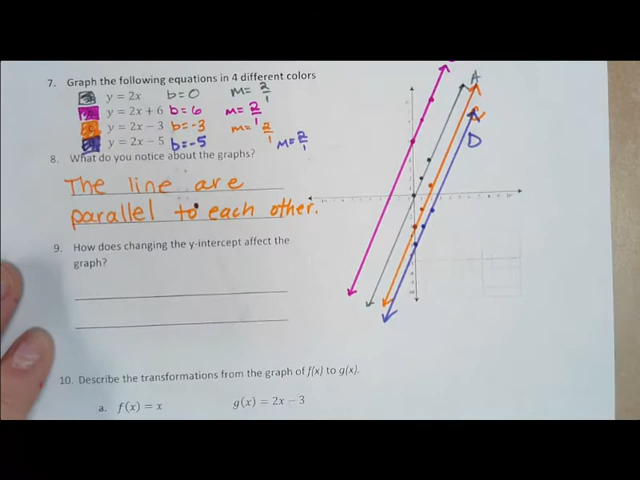 7. Graph the following equations in 4 different colors
y = 2x b=0 m= 2/1
y = 2x + 6 b=6 m= 2/1
y = 2x − 3 b=-3 m= 2/1
y = 2x − 5 b=-5 m= 2/1
8. What do you notice about the graphs?
The line are
parallel to each other.
A
C
D
9. How does changing the y-intercept affect the
graph?
10. Describe the transformations from the graph of f(x) to g(x).
a. f(x) = x g(x) = 2x − 3